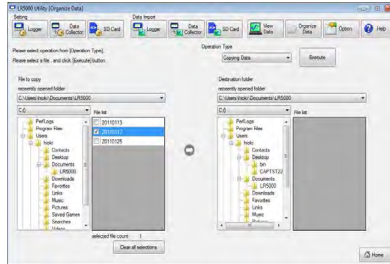 LR5000 Utility [Organize Data]
Setting
Data Import
Logger
Data Collector
SD Card
Logger
Data Collector
SD Card
View Data
Organize Data
Option
Help
Please select operation from [Operation Type].
Please select a file , and click [Execute] button.
Operation Type
Copying Data
Execute
File to copy
recently opened folder
C:\Users\hioki\Documents\LR5000
C:\
PerfLogs
Program Files
Users
hioki
Contacts
Desktop
Documents
LR5000
Downloads
Favorites
Links
Music
Pictures
Saved Games
Searches
Videos
File list
20110113
20110117
20110125
selected file count: 1
Clear all selections
Destination folder
recently opened folder
C:\Users\hioki\Documents\LR5000
C:\
PerfLogs
Program Files
Users
hioki
Contacts
Desktop
bin
CAPTST22
Documents
LR5000
Downloads
Favorites
Links
Music
Pictures
File list
Home